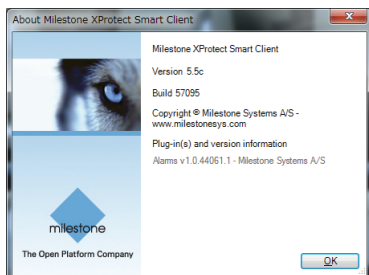 About Milestone XProtect Smart Client
Milestone XProtect Smart Client
Version 5.5c
Build 57095
Copyright © Milestone Systems A/S -
www.milestonesys.com
Plug-in(s) and version information
Alarms v1.0.44061.1 - Milestone Systems A/S
milestone
The Open Platform Company
OK